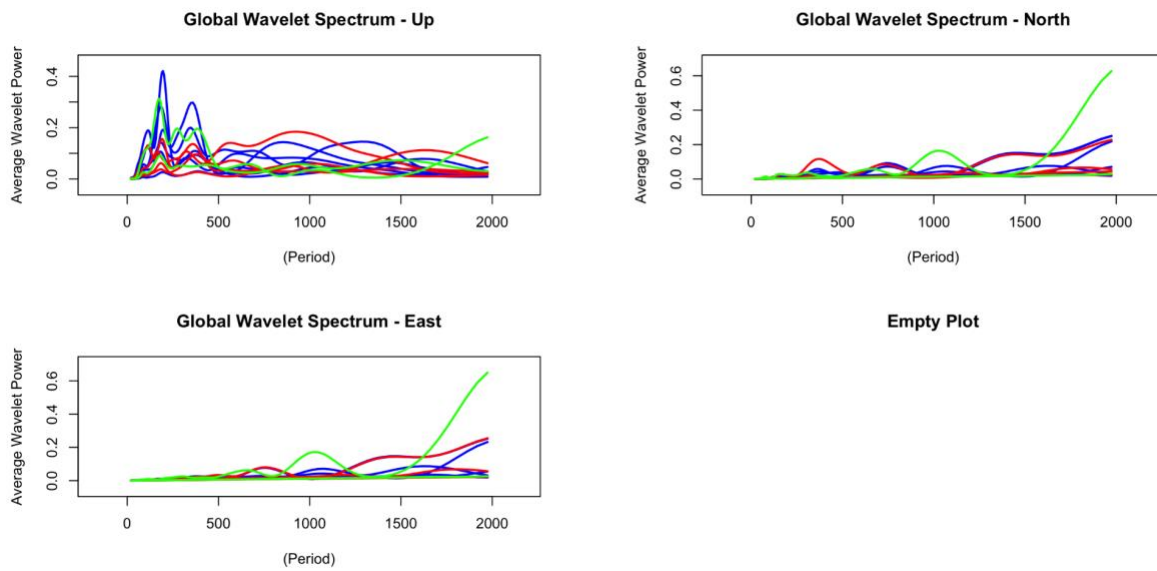 Global Wavelet Spectrum - Up
Average Wavelet Power
0.4
0.2
0.0
0
500
1000
1500
2000
(Period)
Global Wavelet Spectrum - North
Average Wavelet Power
0.6
0.4
0.2
0.0
0
500
1000
1500
2000
(Period)
Global Wavelet Spectrum - East
Average Wavelet Power
0.6
0.4
0.2
0.0
0
500
1000
1500
2000
(Period)
Empty Plot